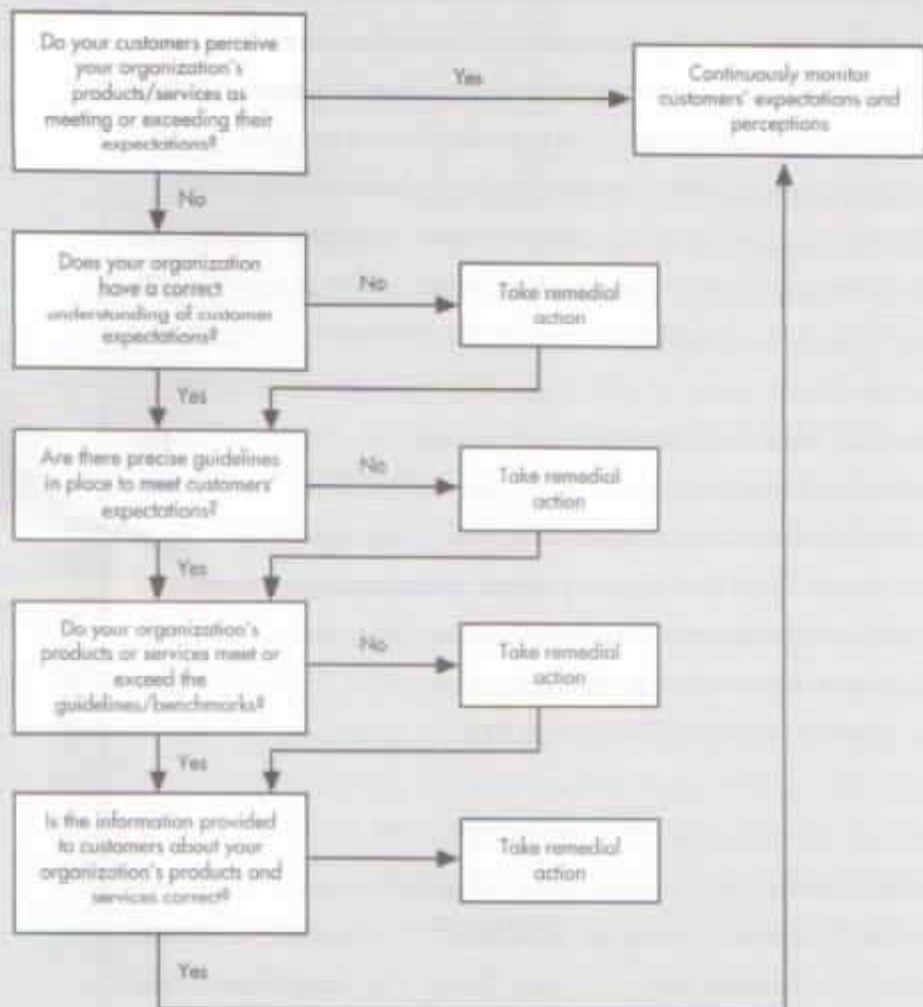 Do your customers perceive
your organization's
products/services as
meeting or exceeding their
expectations?
Yes
Continuously monitor
customers' expectations and
perceptions
No
Does your organization
have a correct
understanding of customer
expectations?
No
Take remedial
action
Yes
Are there precise guidelines
in place to meet customers'
expectations?
No
Take remedial
action
Yes
Do your organization's
products or services meet or
exceed the
guidelines/benchmarks?
No
Take remedial
action
Yes
Is the information provided
to customers about your
organization's products and
services correct?
Take remedial
action
Yes